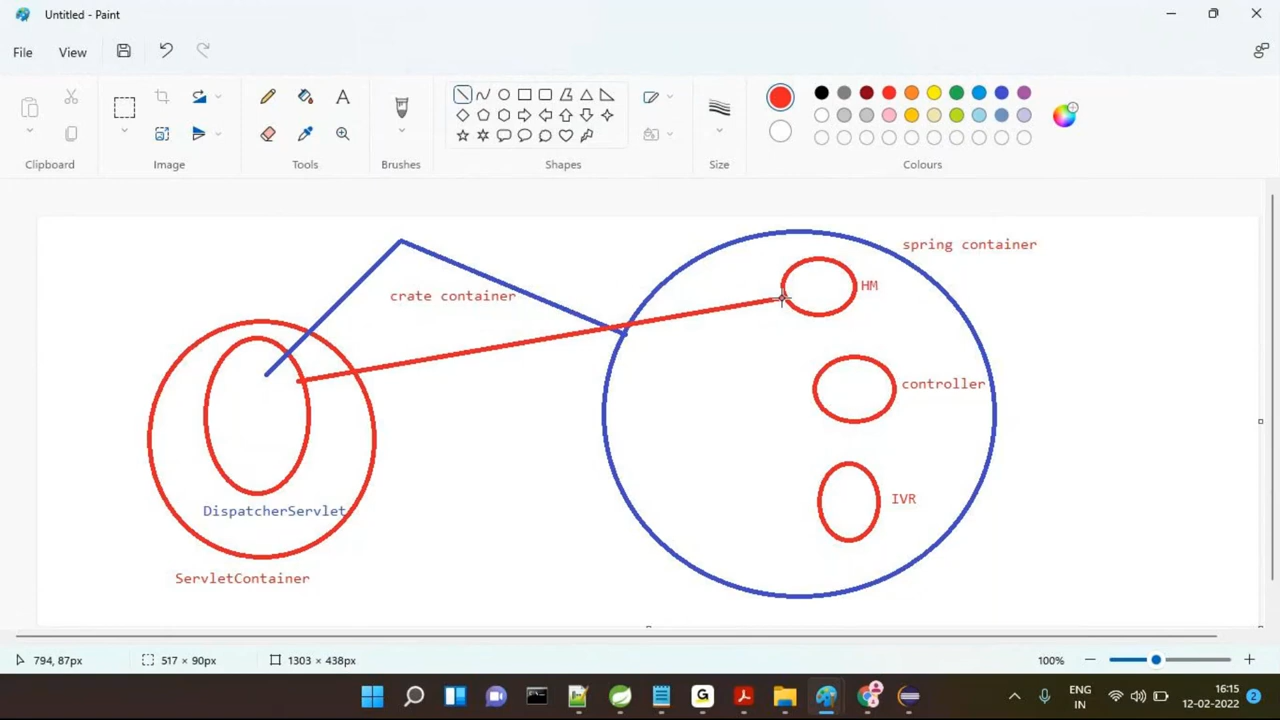 Untitled - Paint
File
View
Clipboard
Image
Tools
Brushes
Shapes
Size
Colours
spring container
HM
crate container
controller
IVR
DispatcherServlet
ServletContainer
794, 87px
517 × 90px
1303 × 438px
100%
ENG
IN
16:15
12-02-2022
2